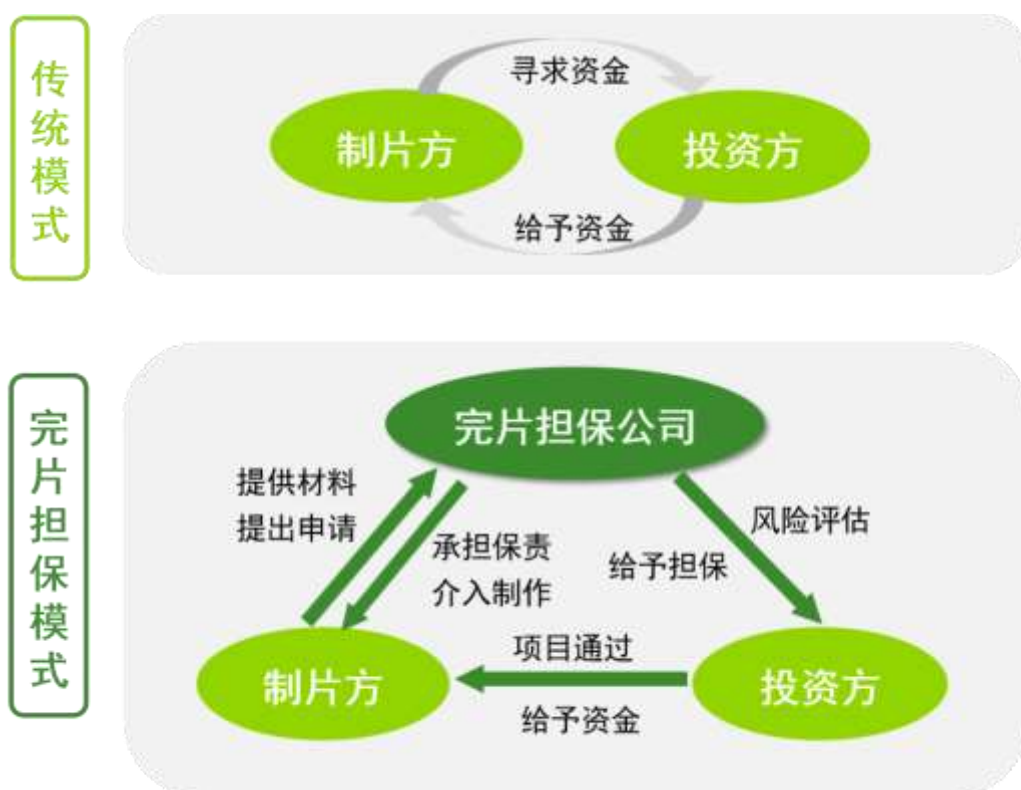 传统模式
寻求资金
制片方
投资方
给予资金
完片担保模式
完片担保公司
提供材料
提出申请
承担保责
介入制作
风险评估
给予担保
项目通过
制片方
投资方
给予资金